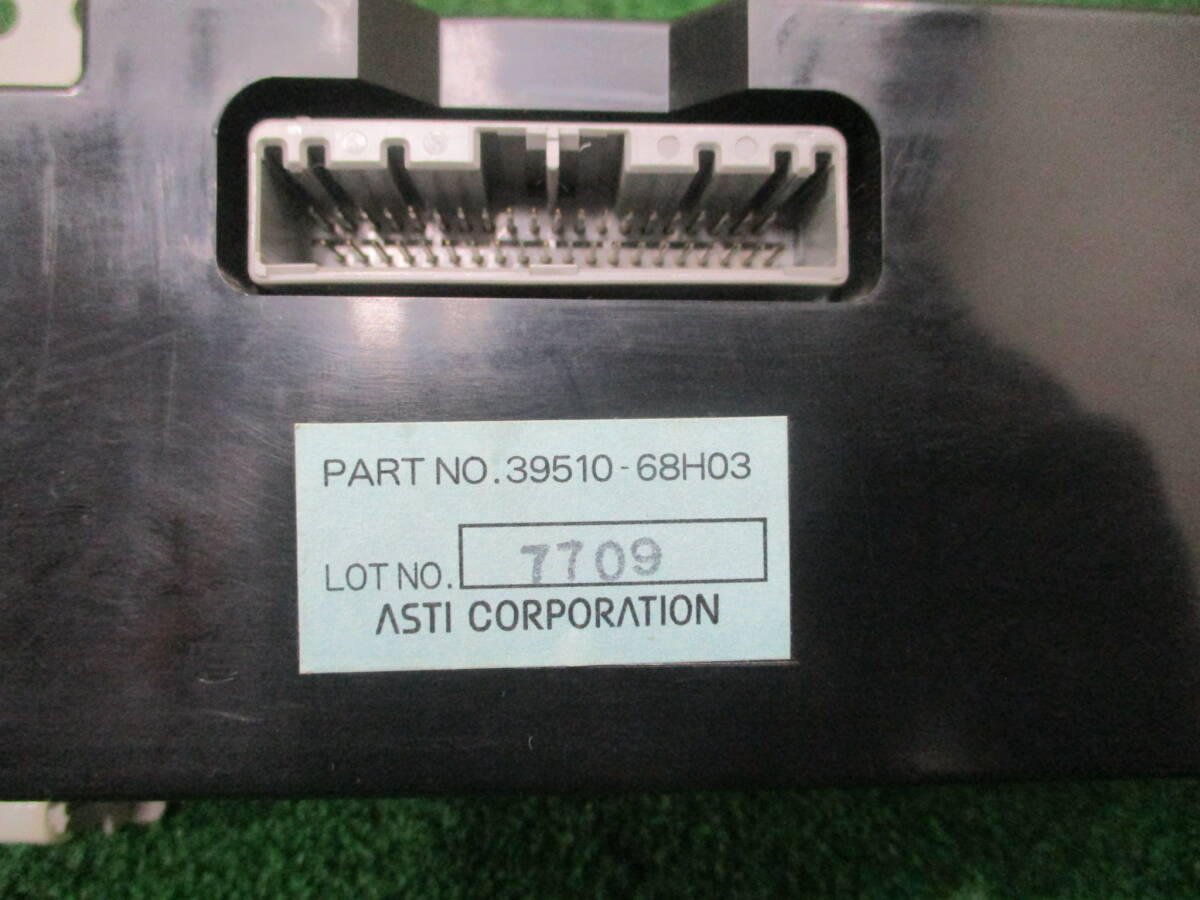 PART NO.39510-68H03
LOT NO. 7709
ASTI CORPORATION